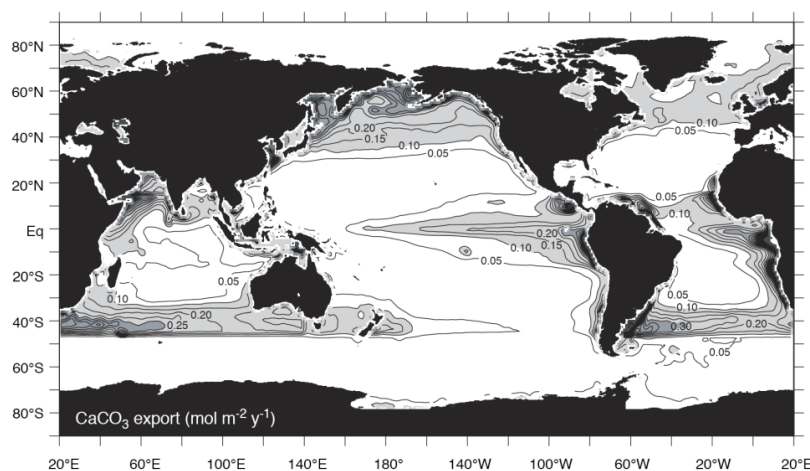 80°N
60°N
0.10
0.05
40°N
0.20
0.15
0.10
0.05
20°N
0.05
0.10
Eq
0.20
0.15
0.10
0.05
20°S
0.05
0.10
0.05
0.10
0.20
0.25
40°S
0.30
0.20
0.05
60°S
80°S
CaCO₃ export (mol m⁻² y⁻¹)
20°E 60°E 100°E 140°E 180°W 140°W 100°W 60°W 20°W 20°E